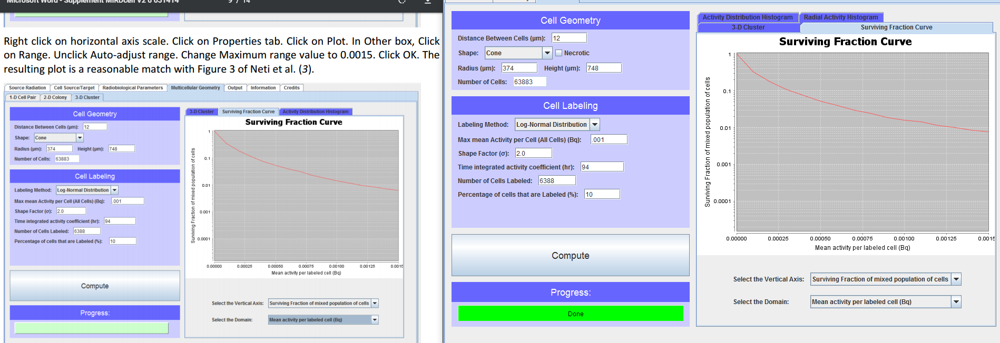 Microsoft Word - Supplement MIRDcell V2 0 051414
9 / 14
Right click on horizontal axis scale. Click on Properties tab. Click on Plot. In Other box, Click
on Range. Unclick Auto-adjust range. Change Maximum range value to 0.0015. Click OK. The
resulting plot is a reasonable match with Figure 3 of Neti et al. (3).
Source Radiation Cell Source/Target Radiobiological Parameters Multicellular Geometry Output Information Credits
1-D Cell Pair 2-D Colony 3-D Cluster
Cell Geometry
Distance Between Cells (μm): 12
Shape: Cone
Radius (μm): 374 Height (μm): 748
Number of Cells: 63883
Cell Labeling
Labeling Method: Log-Normal Distribution
Max mean Activity per Cell (All Cells) (Bq): .001
Shape Factor (σ): 2.0
Time integrated activity coefficient (hr): 94
Number of Cells Labeled: 6388
Percentage of cells that are Labeled (%): 10
Compute
Progress:
3-D Cluster Surviving Fraction Curve Activity Distribution Histogram
Surviving Fraction Curve
Surviving Fraction of mixed population of cells
1
0.1
0.01
0.001
0.0001
0.00000 0.00025 0.00050 0.00075 0.00100 0.00125 0.0015
Mean activity per labeled cell (Bq)
Select the Vertical Axis: Surviving Fraction of mixed population of cells
Select the Domain: Mean activity per labeled cell (Bq)
Cell Geometry
Distance Between Cells (μm): 12
Shape: Cone Necrotic
Radius (μm): 374 Height (μm): 748
Number of Cells: 63883
Cell Labeling
Labeling Method: Log-Normal Distribution
Max mean Activity per Cell (All Cells) (Bq): .001
Shape Factor (σ): 2.0
Time integrated activity coefficient (hr): 94
Number of Cells Labeled: 6388
Percentage of cells that are Labeled (%): 10
Compute
Progress:
Done
Activity Distribution Histogram Radial Activity Histogram
3-D Cluster Surviving Fraction Curve
Surviving Fraction Curve
Surviving Fraction of mixed population of cells
1
0.1
0.01
0.001
0.0001
0.00000 0.00025 0.00050 0.00075 0.00100 0.00125 0.0015
Mean activity per labeled cell (Bq)
Select the Vertical Axis: Surviving Fraction of mixed population of cells
Select the Domain: Mean activity per labeled cell (Bq)